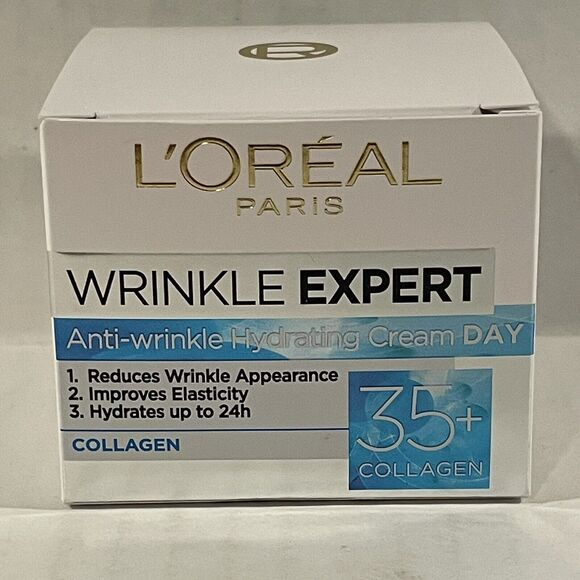 L'ORÉAL
PARIS
WRINKLE EXPERT
Anti-wrinkle Hydrating Cream DAY
1. Reduces Wrinkle Appearance
2. Improves Elasticity
3. Hydrates up to 24h
COLLAGEN
35+
COLLAGEN